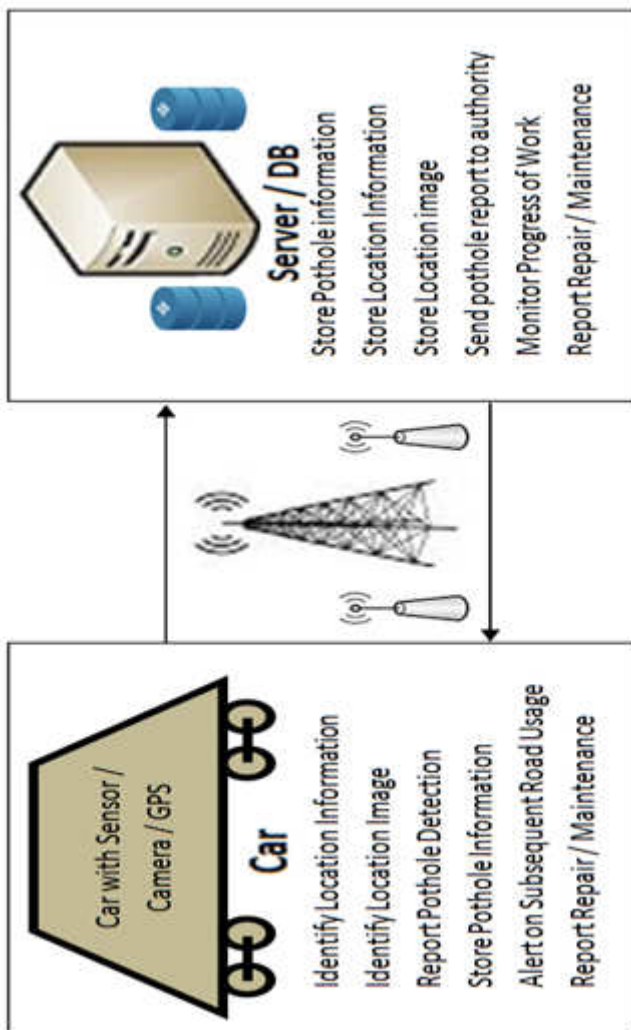 Car with Sensor /
Camera / GPS
Car
Identify Location Information
Identify Location Image
Report Pothole Detection
Store Pothole Information
Alert on Subsequent Road Usage
Report Repair / Maintenance
Server / DB
Store Pothole information
Store Location Information
Store Location image
Send pothole report to authority
Monitor Progress of Work
Report Repair / Maintenance